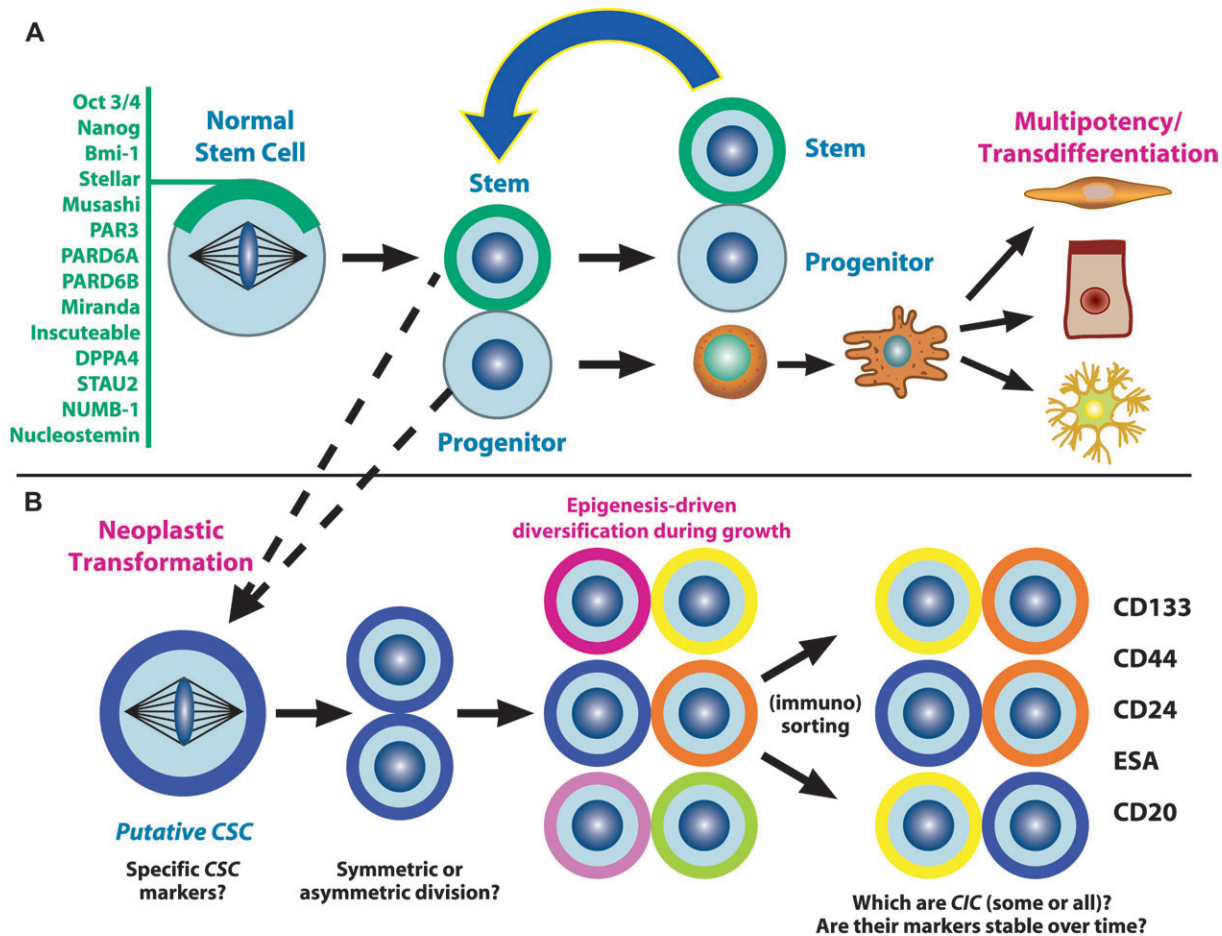 A
Oct 3/4
Nanog
Bmi-1
Stellar
Musashi
PAR3
PARD6A
PARD6B
Miranda
Inscuteable
DPPA4
STAU2
NUMB-1
Nucleostemin
Normal
Stem Cell
Stem
Progenitor
Stem
Progenitor
Multipotency/
Transdifferentiation
B
Neoplastic
Transformation
Putative CSC
Specific CSC
markers?
Symmetric or
asymmetric division?
Epigenesis-driven
diversification during growth
(immuno)
sorting
CD133
CD44
CD24
ESA
CD20
Which are CIC (some or all)?
Are their markers stable over time?